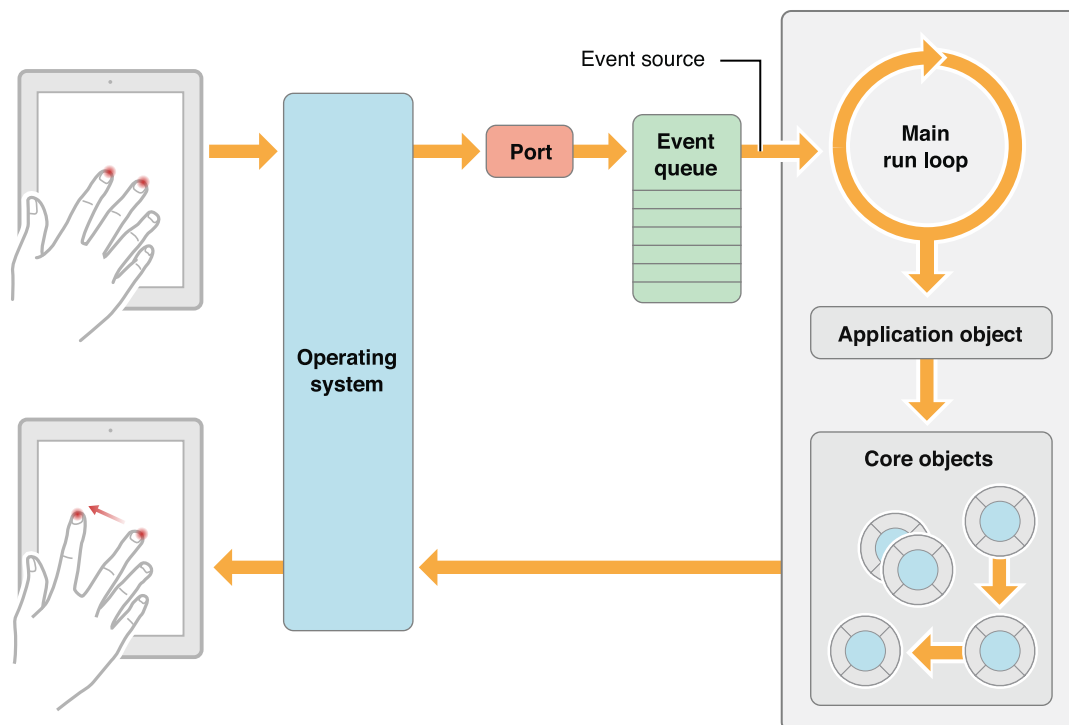 Event source
Port
Event
queue
Main
run loop
Operating
system
Application object
Core objects